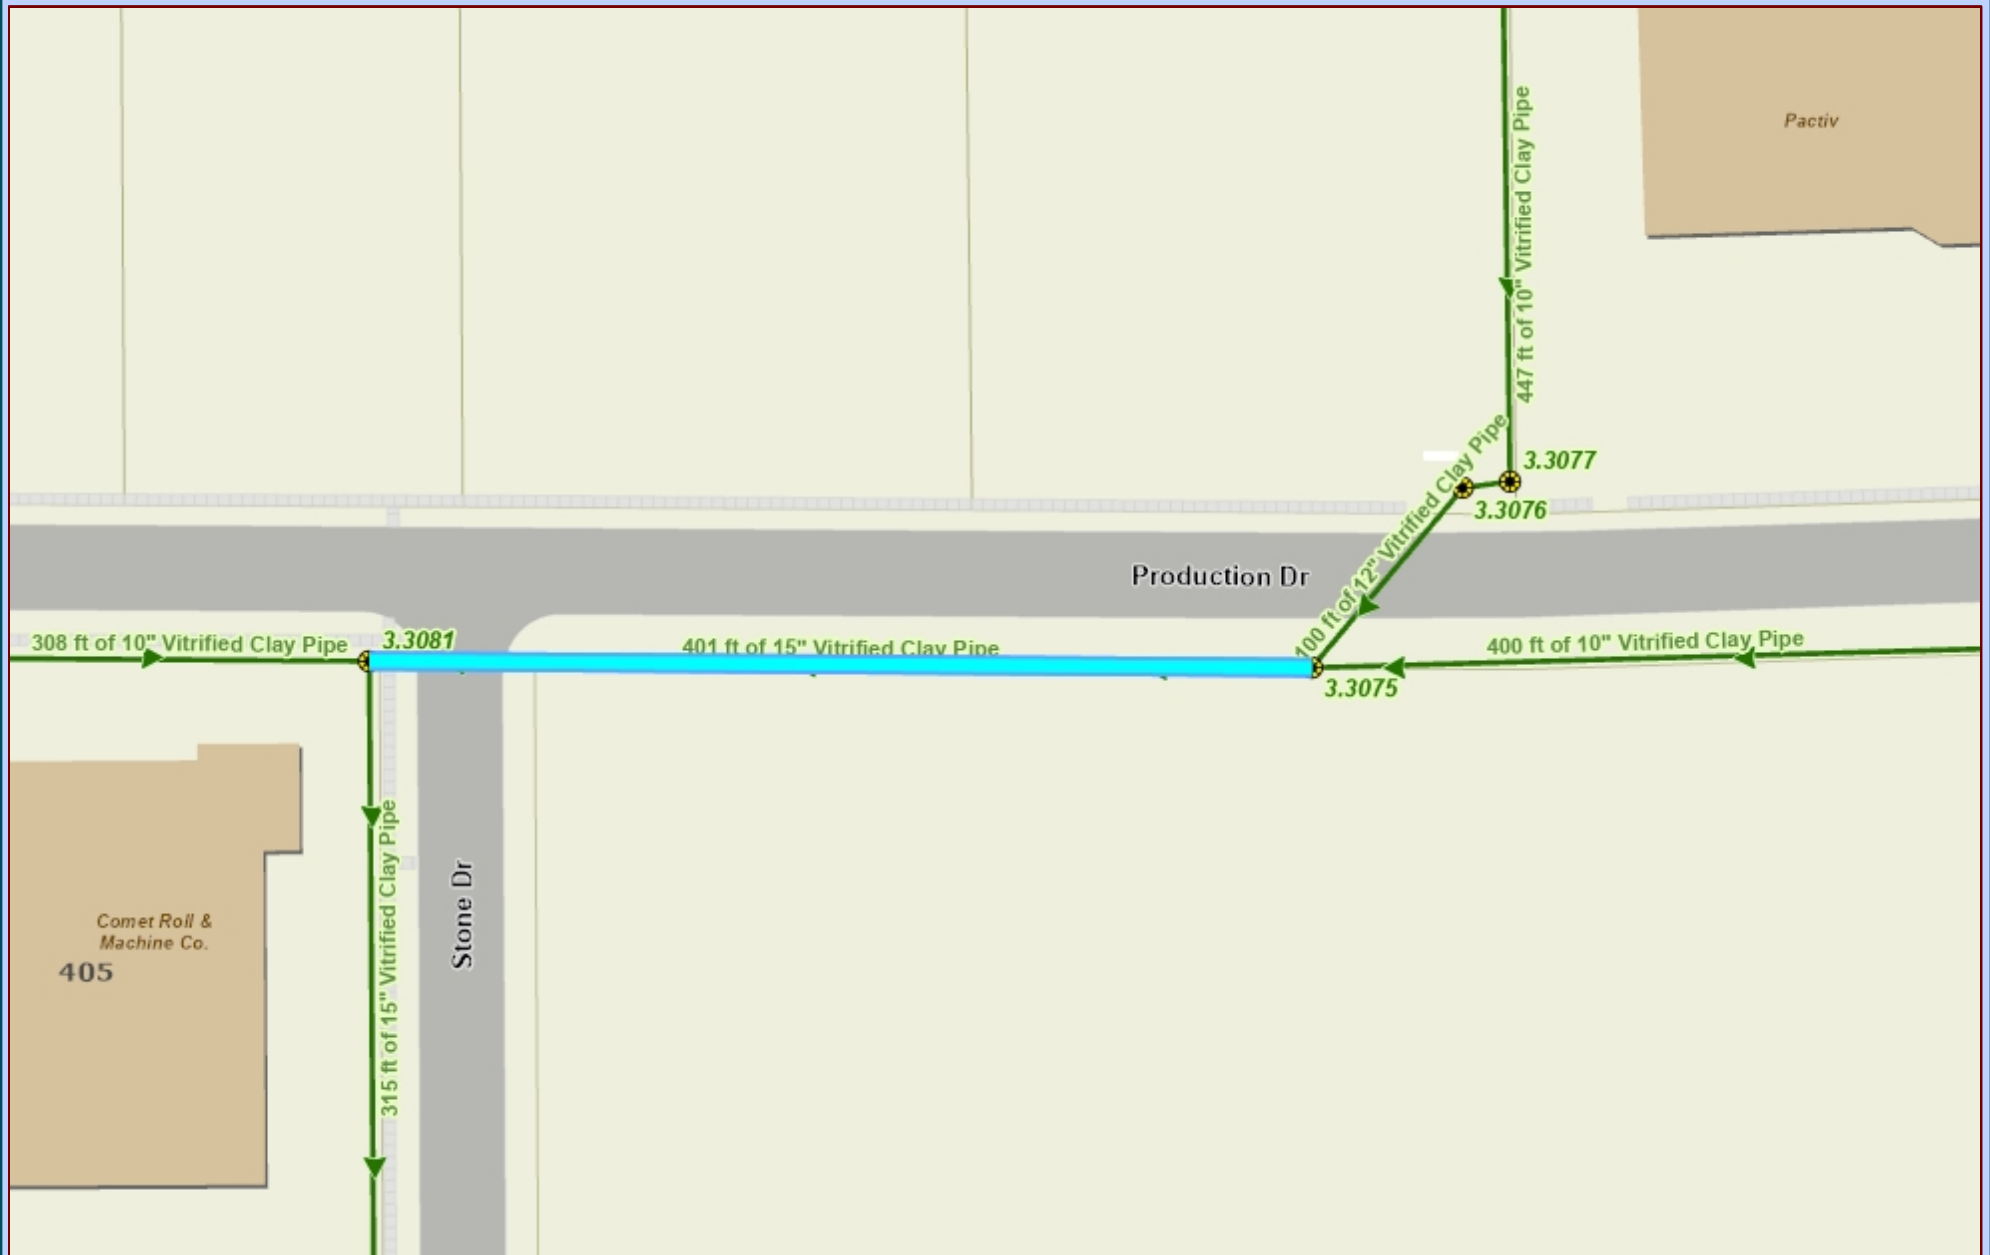 447 ft of 10" Vitrified Clay Pipe
Pactiv
3.3077
3.3076
100 ft of 12" Vitrified Clay Pipe
Production Dr
308 ft of 10" Vitrified Clay Pipe
3.3081
401 ft of 15" Vitrified Clay Pipe
400 ft of 10" Vitrified Clay Pipe
3.3075
315 ft of 15" Vitrified Clay Pipe
Stone Dr
Comet Roll &
Machine Co.
405